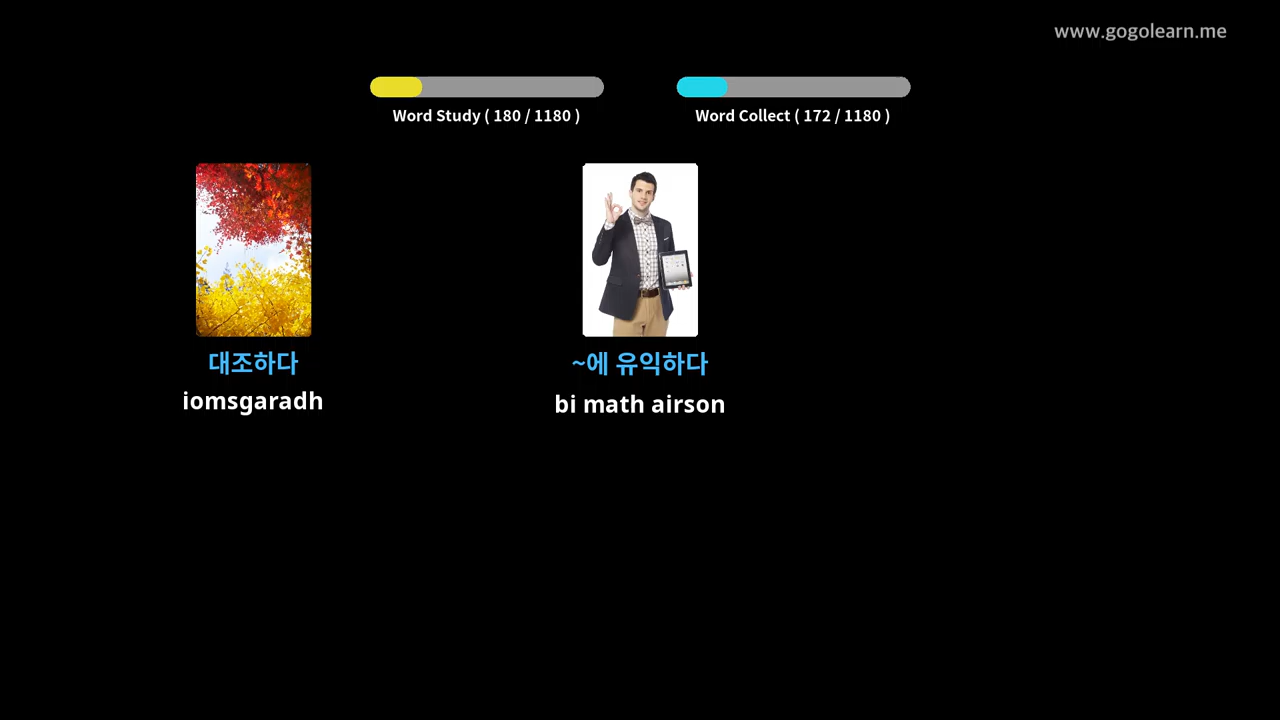 www.gogolearn.me
Word Study ( 180 / 1180 )
Word Collect ( 172 / 1180 )
대조하다
~에 유익하다
iomsgaradh
bi math airson